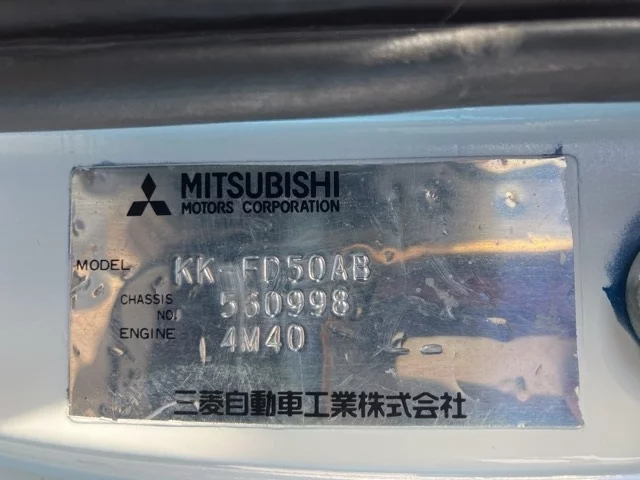 MITSUBISHI
MOTORS CORPORATION
MODEL KK-FD50AB
CHASSIS NO. 530998
ENGINE 4M40
三菱自動車工業株式会社